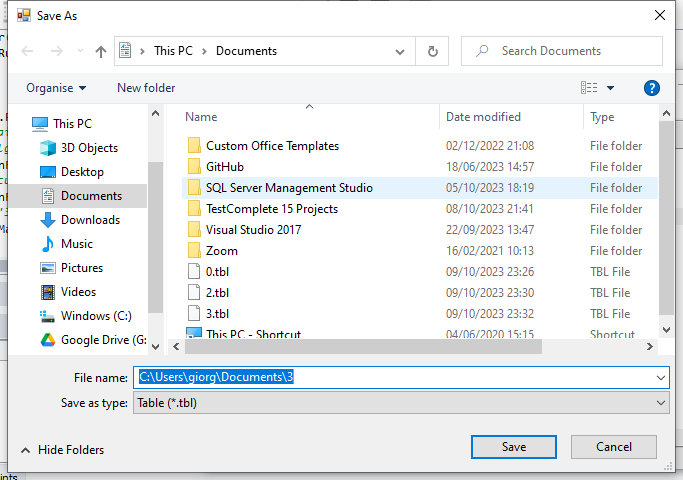 Save As
This PC > Documents
Search Documents
Organise
New folder
Name Date modified Type
This PC
3D Objects
Desktop
Documents
Downloads
Music
Pictures
Videos
Windows (C:)
Google Drive (G:
Custom Office Templates 02/12/2022 21:08 File folder
GitHub 18/06/2023 14:57 File folder
SQL Server Management Studio 05/10/2023 18:19 File folder
TestComplete 15 Projects 08/10/2023 21:41 File folder
Visual Studio 2017 22/09/2023 13:47 File folder
Zoom 16/02/2021 10:13 File folder
0.tbl 09/10/2023 23:26 TBL File
2.tbl 09/10/2023 23:30 TBL File
3.tbl 09/10/2023 23:32 TBL File
This PC - Shortcut 04/06/2020 15:15 Shortcut
File name: C:\Users\giorg\Documents\3
Save as type: Table (*.tbl)
Hide Folders
Save
Cancel